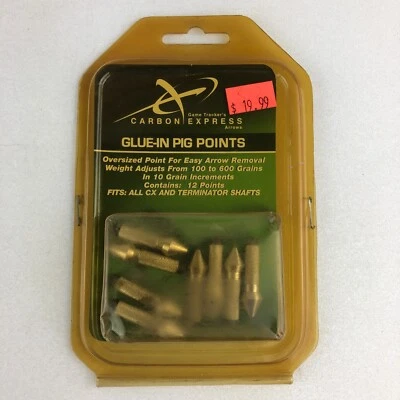 $ 19.99
Game Tracker's
CARBON EXPRESS
Arrows
GLUE-IN PIG POINTS
Oversized Point For Easy Arrow Removal
Weight Adjusts From 100 to 600 Grains
In 10 Grain Increments
Contains: 12 Points
FITS: ALL CX AND TERMINATOR SHAFTS